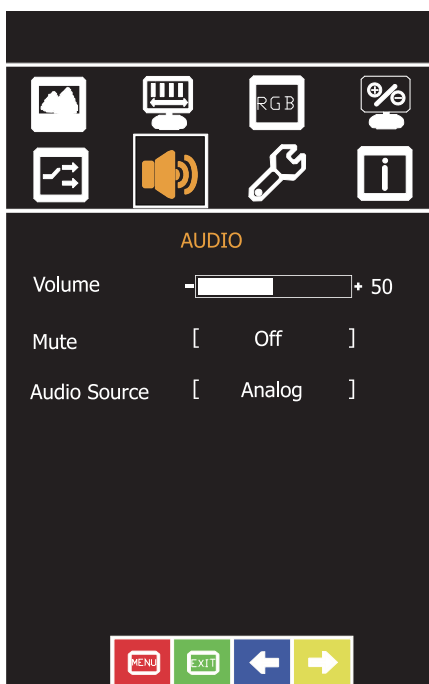 RGB
i
AUDIO
Volume - + 50
Mute [ Off ]
Audio Source [ Analog ]
MENU EXIT